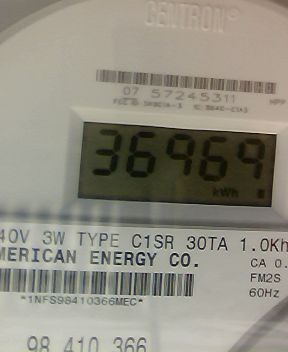 CENTRON®
07 57245311
36969
kWh
40V 3W TYPE C1SR 30TA 1.0Kh
MERICAN ENERGY CO.
CA 0.
FM2S
60Hz
*1NFS98410366MEC*
98 410 366